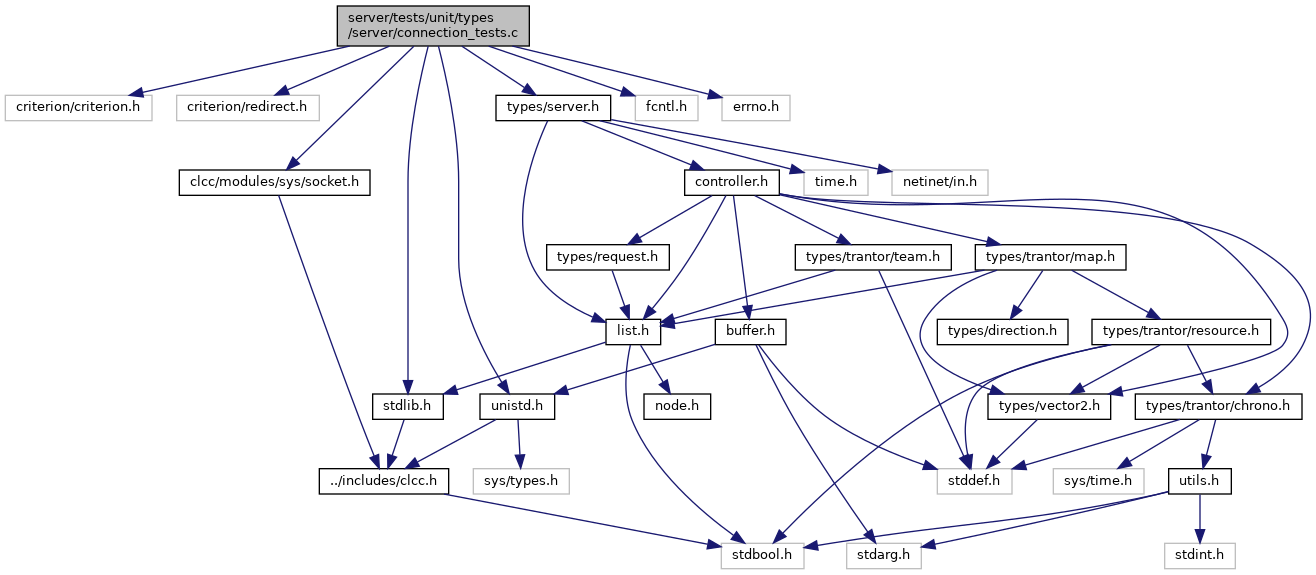 server/tests/unit/types
/server/connection_tests.c
criterion/criterion.h
criterion/redirect.h
types/server.h
fcntl.h
errno.h
clcc/modules/sys/socket.h
controller.h
time.h
netinet/in.h
types/request.h
types/trantor/team.h
types/trantor/map.h
list.h
buffer.h
types/direction.h
types/trantor/resource.h
stdlib.h
unistd.h
node.h
types/vector2.h
types/trantor/chrono.h
../includes/clcc.h
sys/types.h
stddef.h
sys/time.h
utils.h
stdbool.h
stdarg.h
stdint.h